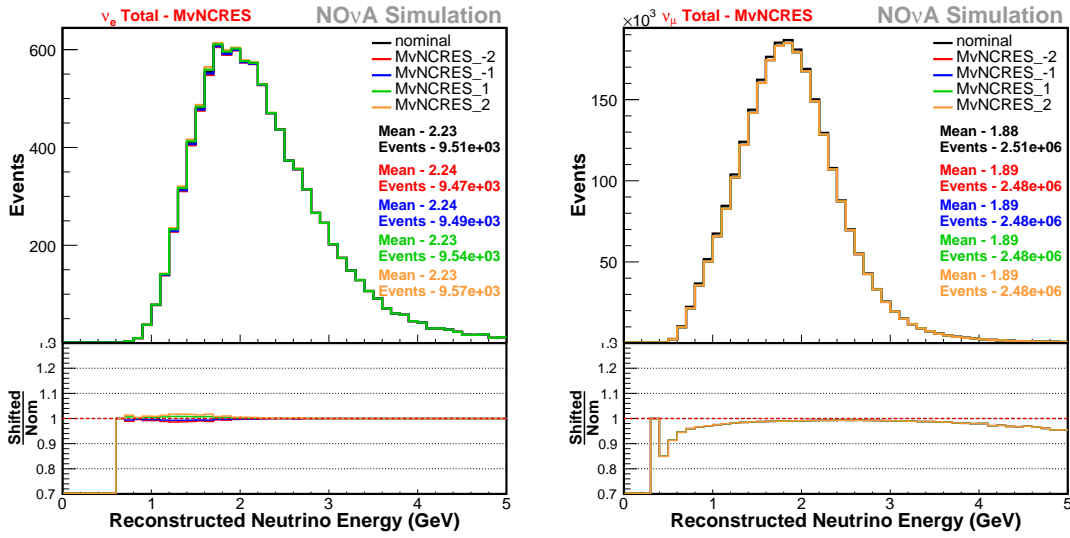 νe Total - MvNCRES
NOνA Simulation
nominal
MvNCRES_-2
MvNCRES_-1
MvNCRES_1
MvNCRES_2
Mean - 2.23
Events - 9.51e+03
Mean - 2.24
Events - 9.47e+03
Mean - 2.24
Events - 9.49e+03
Mean - 2.23
Events - 9.54e+03
Mean - 2.23
Events - 9.57e+03
Events
600
400
200
1.3
1.2
1.1
1
0.9
0.8
0.7
Shifted
Nom
0 1 2 3 4 5
Reconstructed Neutrino Energy (GeV)
νμ Total - MvNCRES
NOνA Simulation
×10³
nominal
MvNCRES_-2
MvNCRES_-1
MvNCRES_1
MvNCRES_2
Mean - 1.88
Events - 2.51e+06
Mean - 1.89
Events - 2.48e+06
Mean - 1.89
Events - 2.48e+06
Mean - 1.89
Events - 2.48e+06
Mean - 1.89
Events - 2.48e+06
Events
150
100
50
1.3
1.2
1.1
1
0.9
0.8
0.7
Shifted
Nom
0 1 2 3 4 5
Reconstructed Neutrino Energy (GeV)